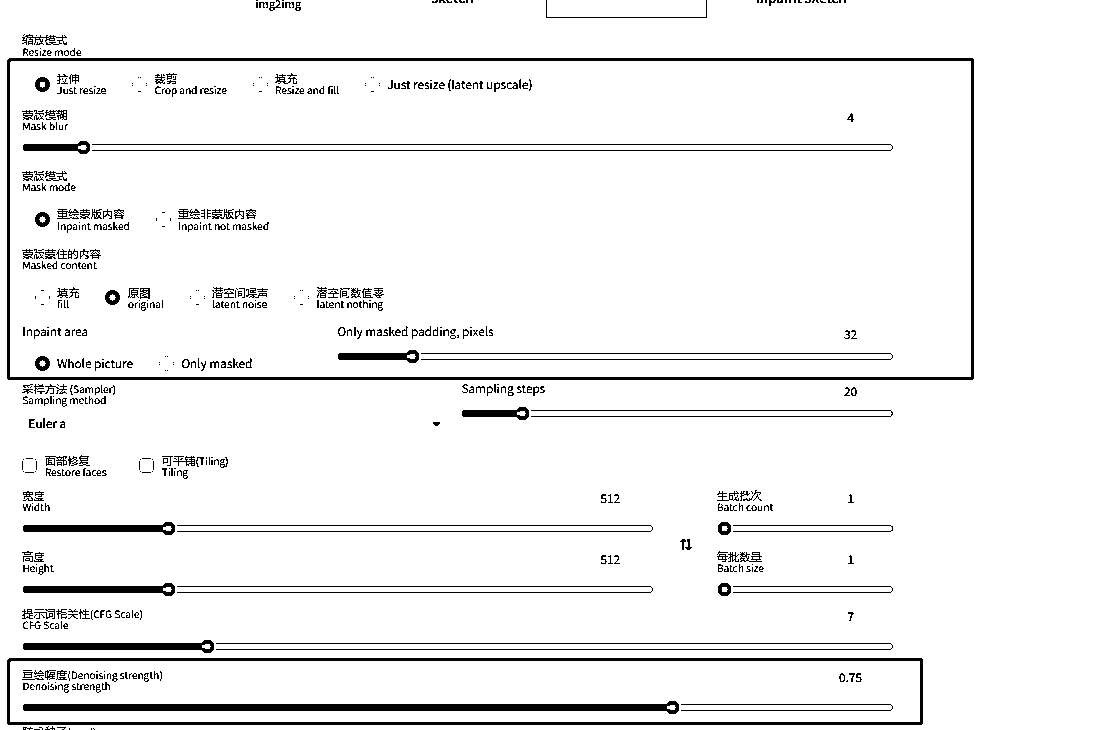 img2img
Sketch
Inpaint sketch
缩放模式
Resize mode
拉伸
Just resize
裁剪
Crop and resize
填充
Resize and fill
Just resize (latent upscale)
蒙版模糊
Mask blur
4
蒙版模式
Mask mode
重绘蒙版内容
Inpaint masked
重绘非蒙版内容
Inpaint not masked
蒙版蒙住的内容
Masked content
填充
fill
原图
original
潜空间噪声
latent noise
潜空间数值零
latent nothing
Inpaint area
Only masked padding, pixels
32
Whole picture
Only masked
采样方法 (Sampler)
Sampling method
Sampling steps
20
Euler a
面部修复
Restore faces
可平铺(Tiling)
Tiling
宽度
Width
512
生成批次
Batch count
1
高度
Height
512
每批数量
Batch size
1
提示词相关性(CFG Scale)
CFG Scale
7
重绘幅度(Denoising strength)
Denoising strength
0.75